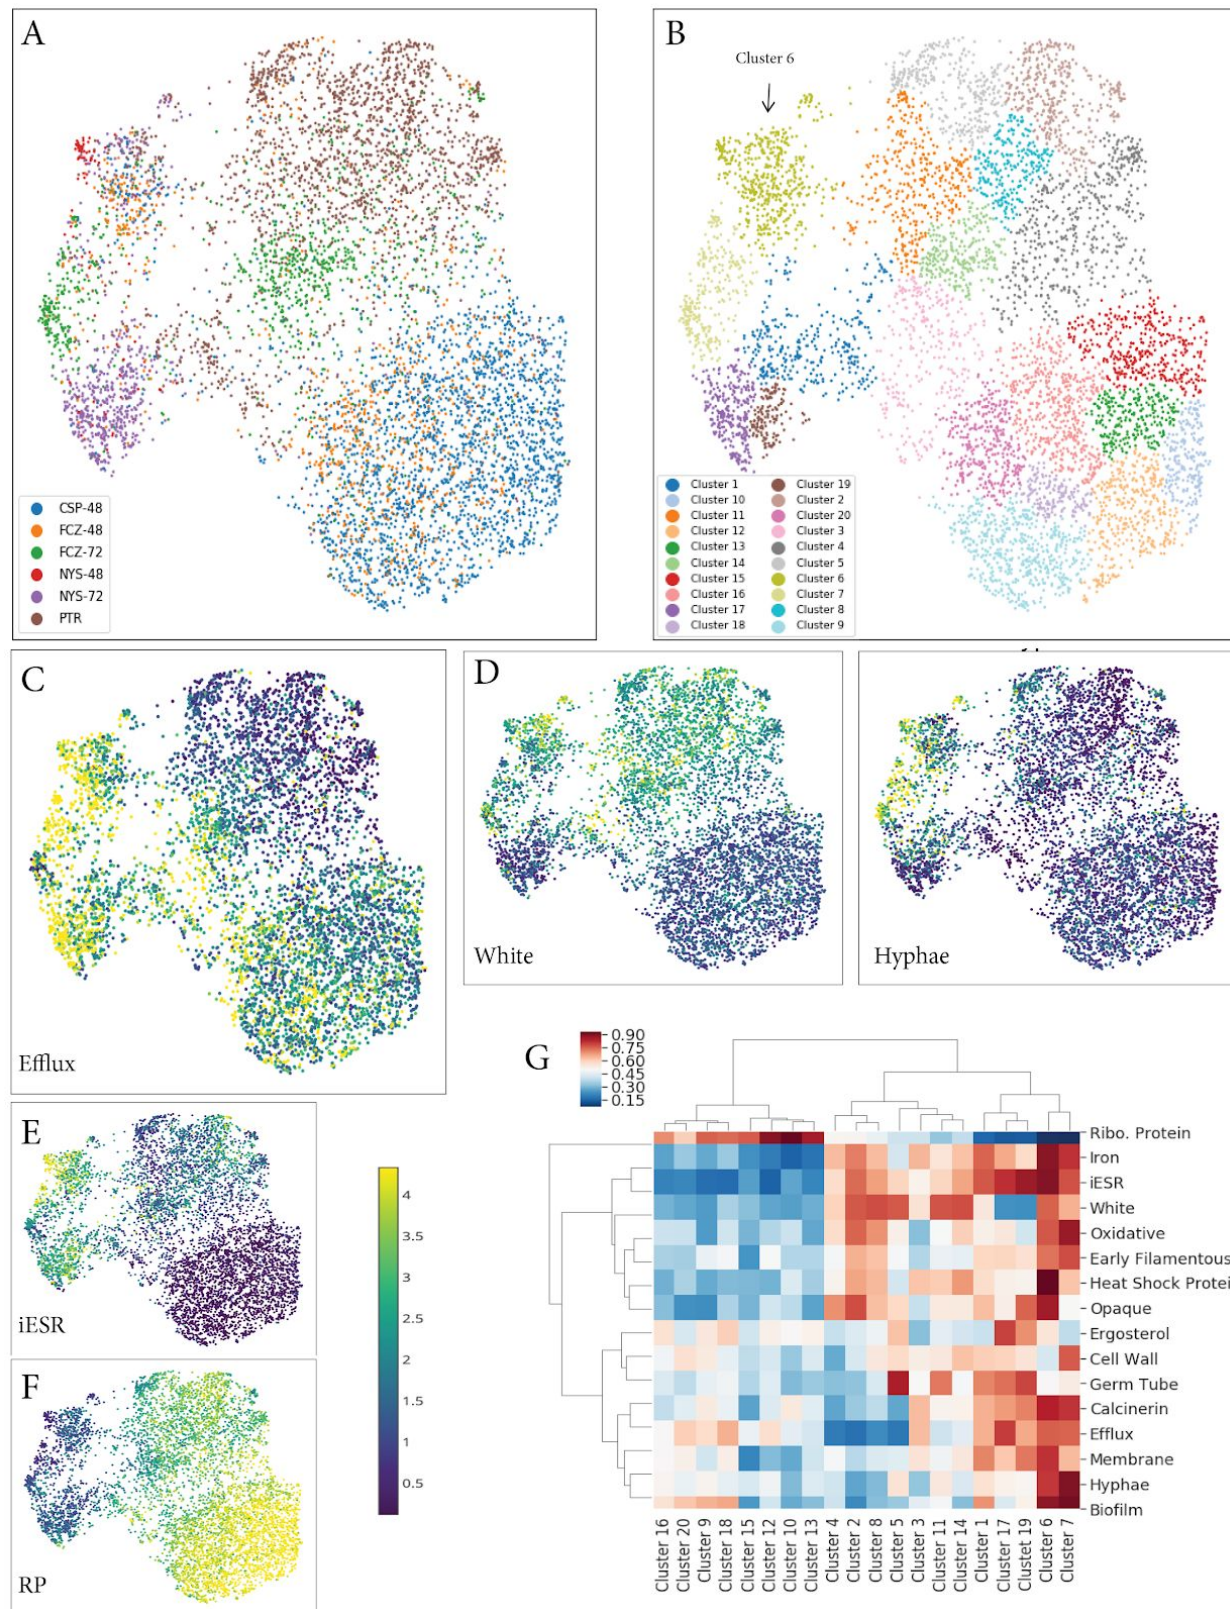 A
CSP-48
FCZ-48
FCZ-72
NYS-48
NYS-72
PTR
B
Cluster 6
Cluster 1
Cluster 10
Cluster 11
Cluster 12
Cluster 13
Cluster 14
Cluster 15
Cluster 16
Cluster 17
Cluster 18
Cluster 19
Cluster 2
Cluster 20
Cluster 3
Cluster 4
Cluster 5
Cluster 6
Cluster 7
Cluster 8
Cluster 9
C
Efflux
D
White
Hyphae
E
iESR
F
RP
4
3.5
3
2.5
2
1.5
1
0.5
G
0.90
0.75
0.60
0.45
0.30
0.15
Ribo. Protein
Iron
iESR
White
Oxidative
Early Filamentous
Heat Shock Protei
Opaque
Ergosterol
Cell Wall
Germ Tube
Calcinerin
Efflux
Membrane
Hyphae
Biofilm
Cluster 16
Cluster 20
Cluster 9
Cluster 18
Cluster 15
Cluster 12
Cluster 10
Cluster 13
Cluster 4
Cluster 2
Cluster 8
Cluster 5
Cluster 3
Cluster 11
Cluster 14
Cluster 1
Cluster 17
Clustet 19
Cluster 6
Cluster 7